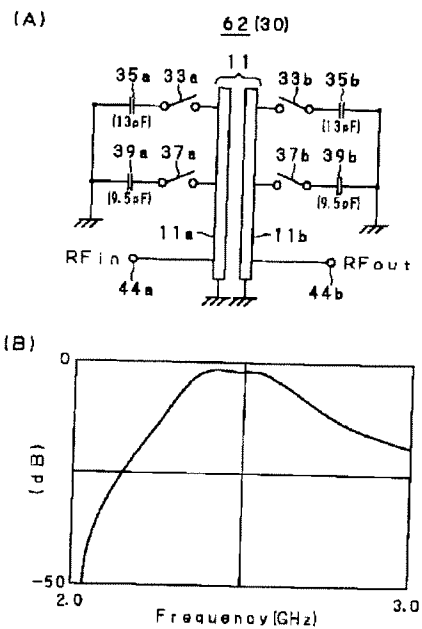 (A)
62 (30)
11
35a 33a 33b 35b
(13pF) (13pF)
39a 37a 37b 39b
(9.5pF) (9.5pF)
11a 11b
RFin RFout
44a 44b
(B)
0
(dB)
-50
2.0 3.0
Frequency(GHz)